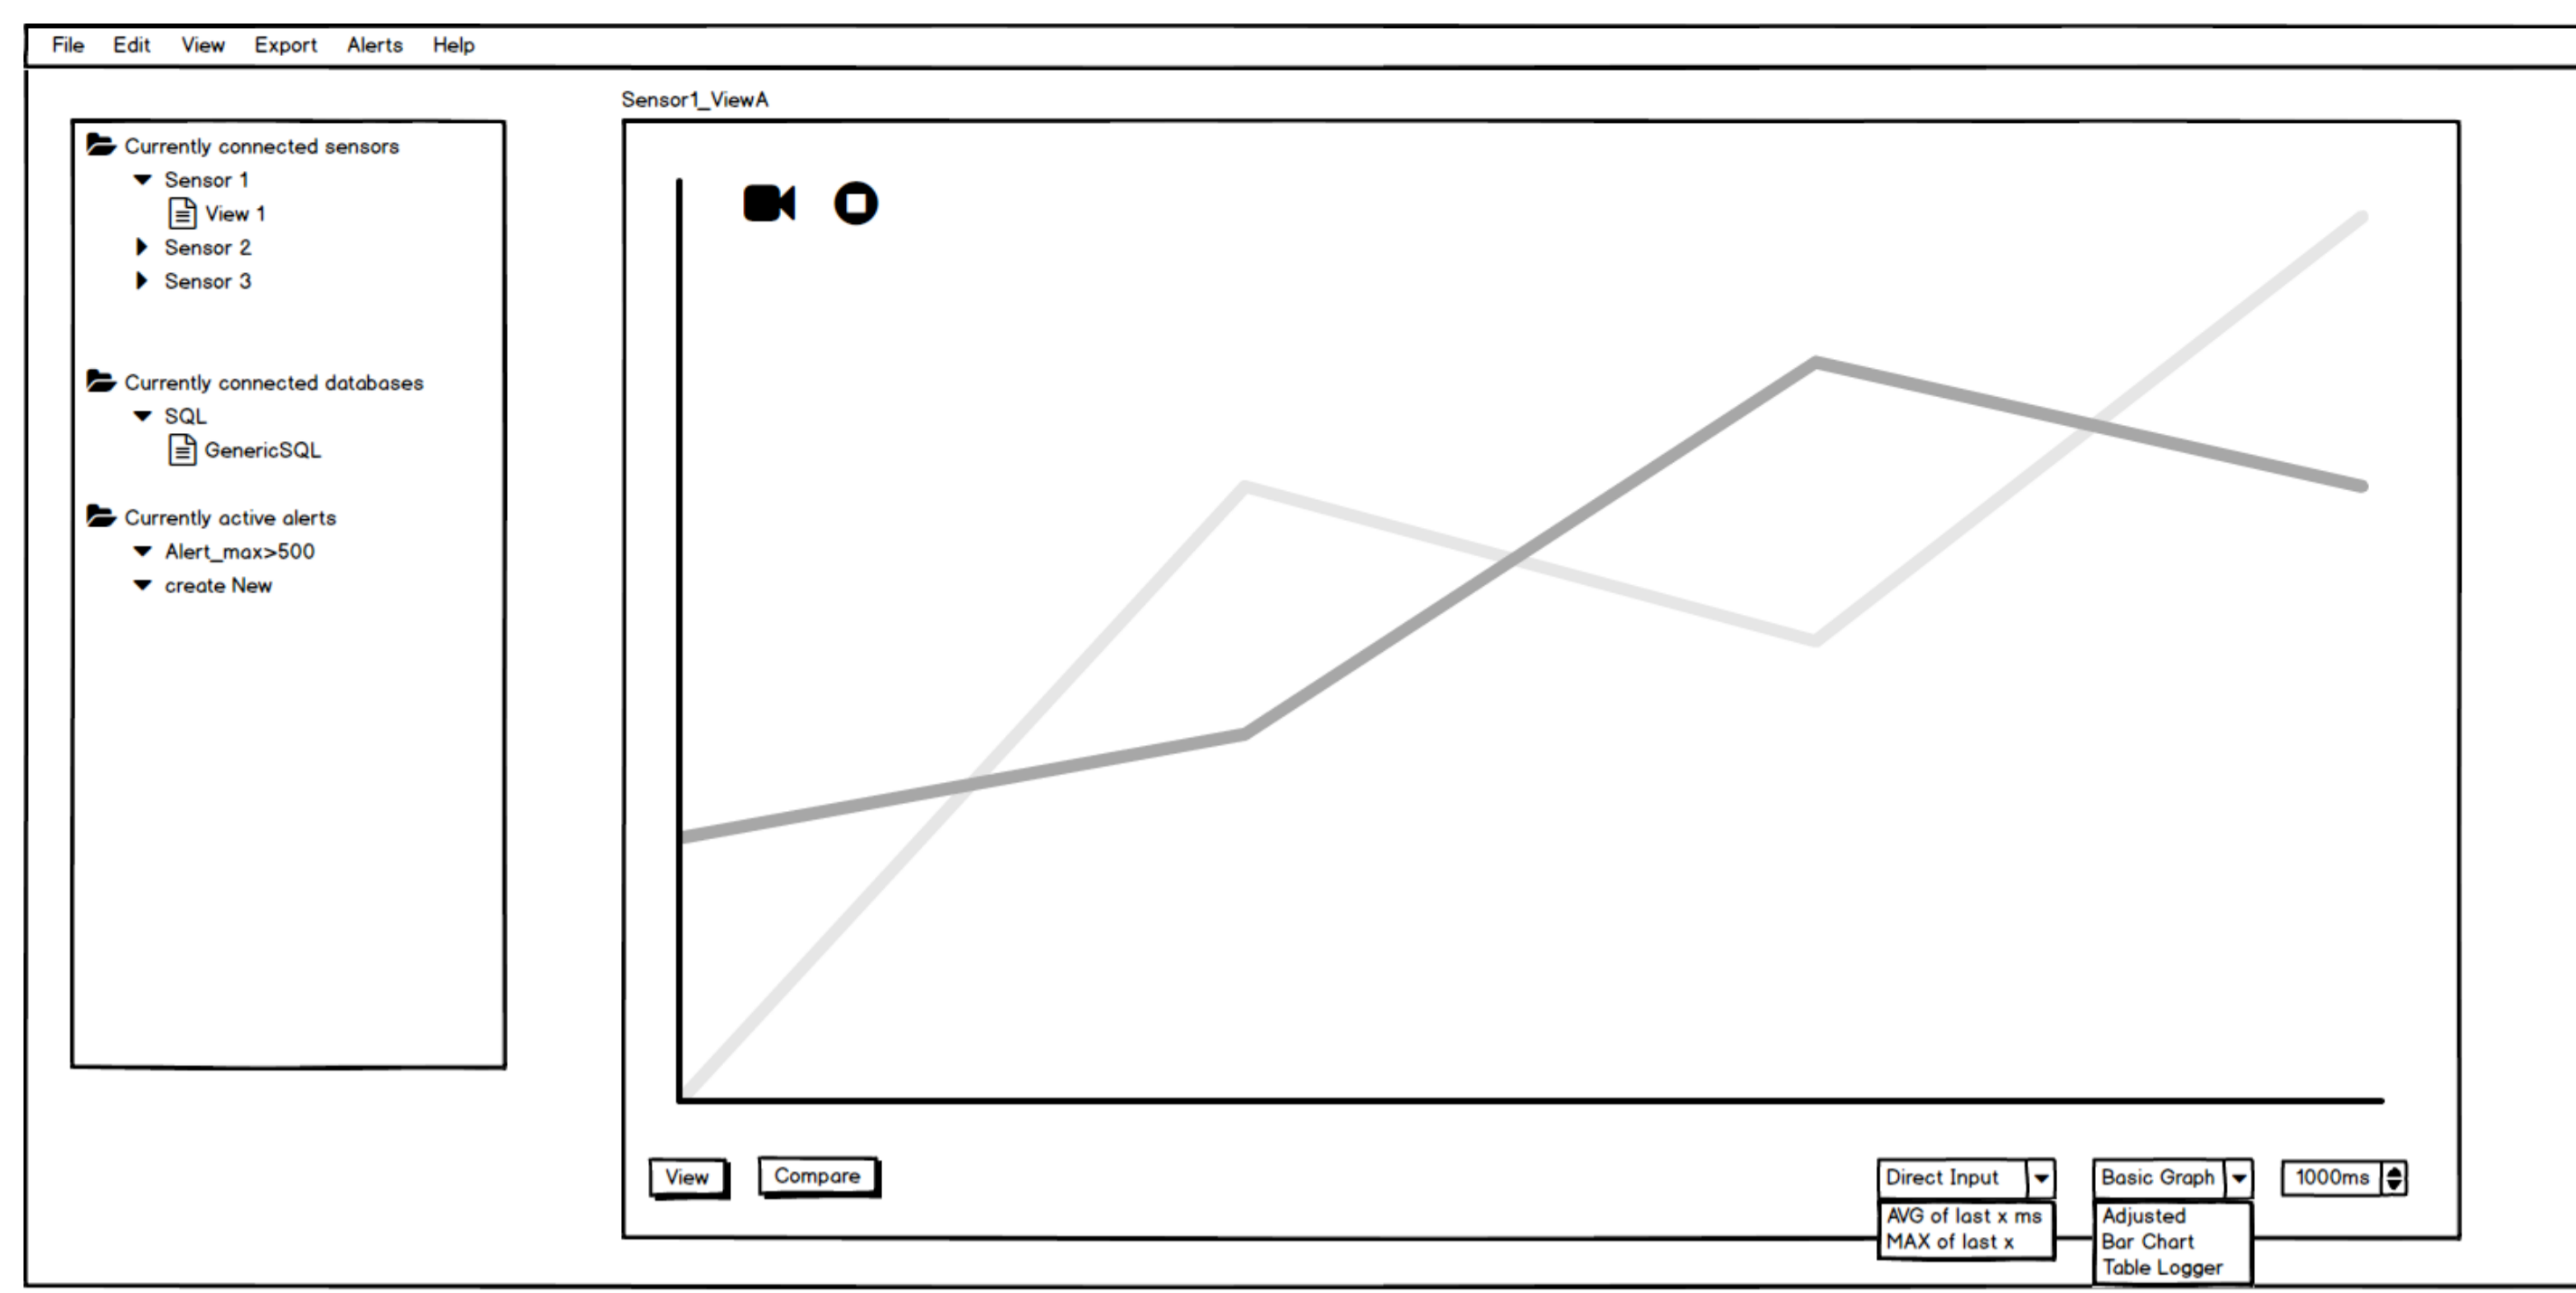 File Edit View Export Alerts Help
Currently connected sensors
Sensor 1
View 1
Sensor 2
Sensor 3
Currently connected databases
SQL
GenericSQL
Currently active alerts
Alert_max>500
create New
Sensor1_ViewA
View
Compare
Direct Input
AVG of last x ms
MAX of last x
Basic Graph
Adjusted
Bar Chart
Table Logger
1000ms